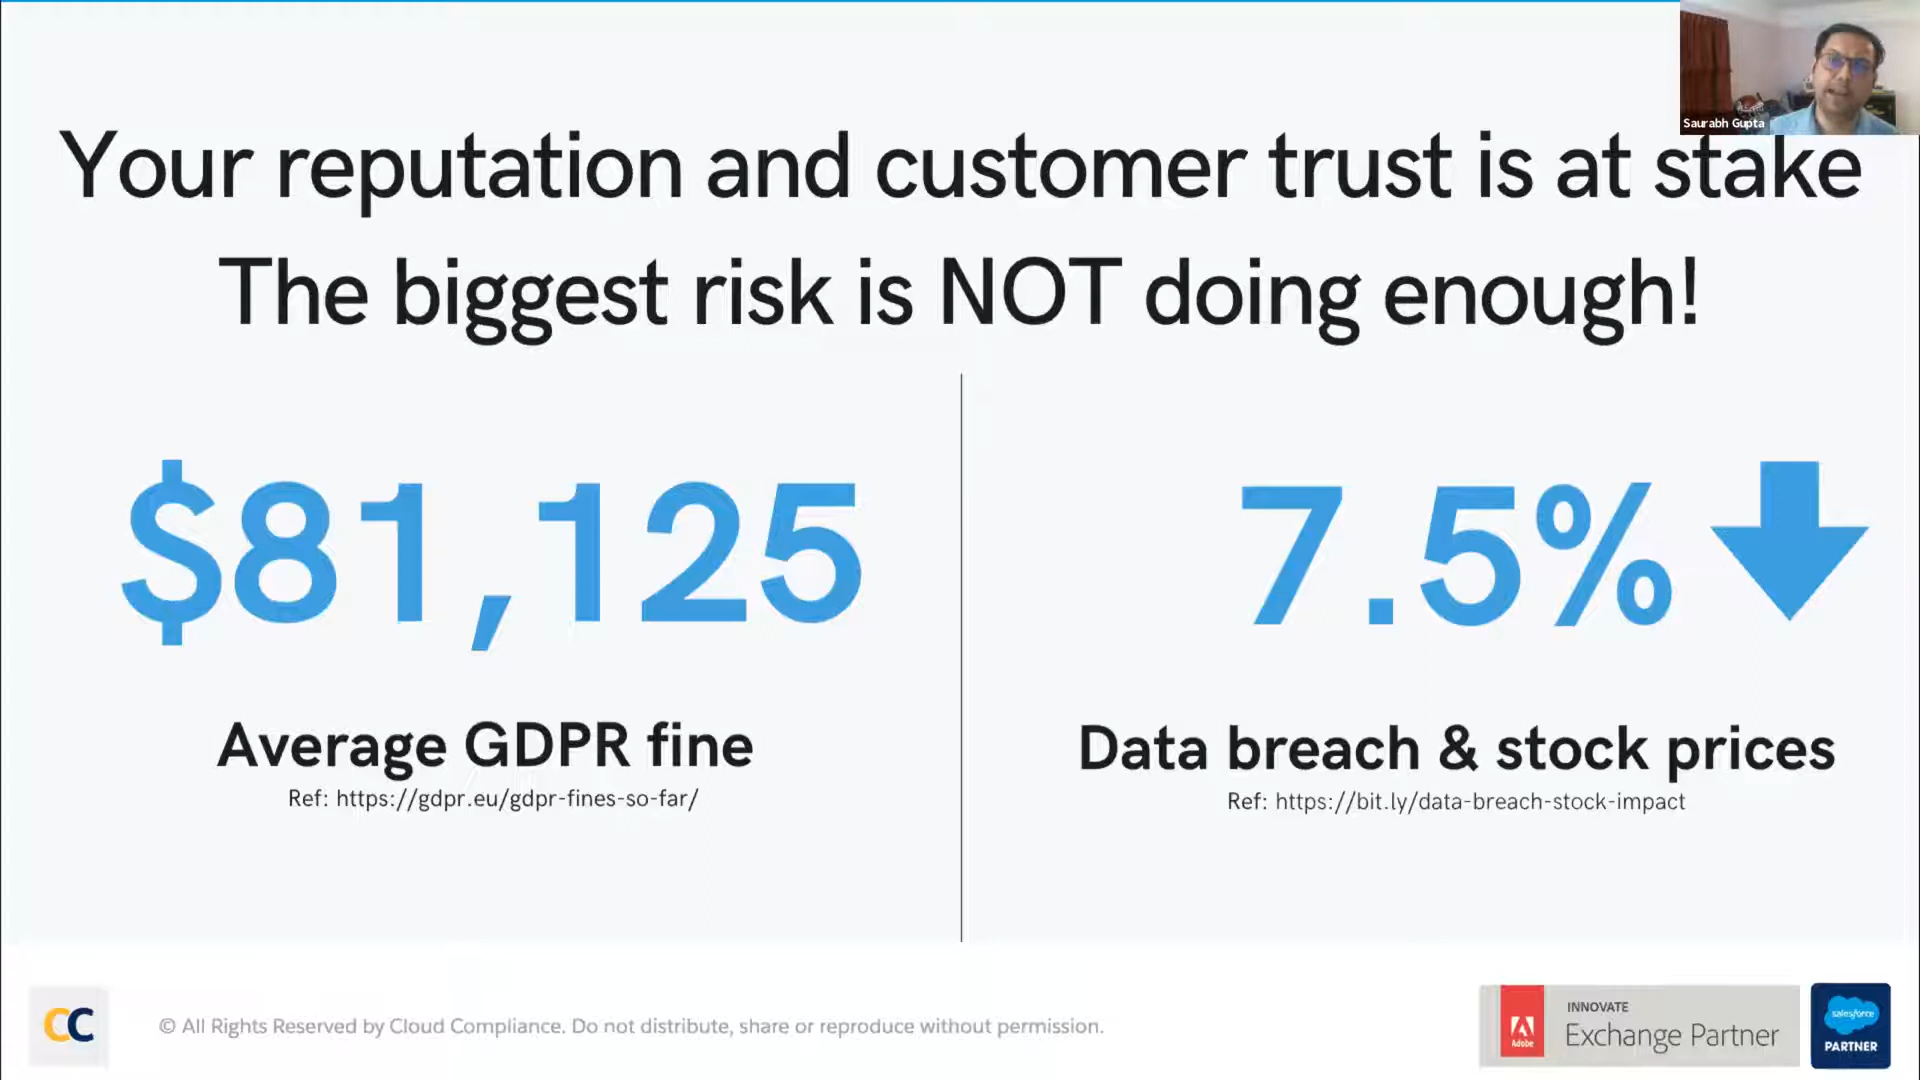 Saurabh Gupta
Your reputation and customer trust is at stake
The biggest risk is NOT doing enough!
$81,125
Average GDPR fine
Ref: https://gdpr.eu/gdpr-fines-so-far/
7.5%
Data breach & stock prices
Ref: https://bit.ly/data-breach-stock-impact
CC
© All Rights Reserved by Cloud Compliance. Do not distribute, share or reproduce without permission.
Adobe
INNOVATE
Exchange Partner
salesforce
PARTNER